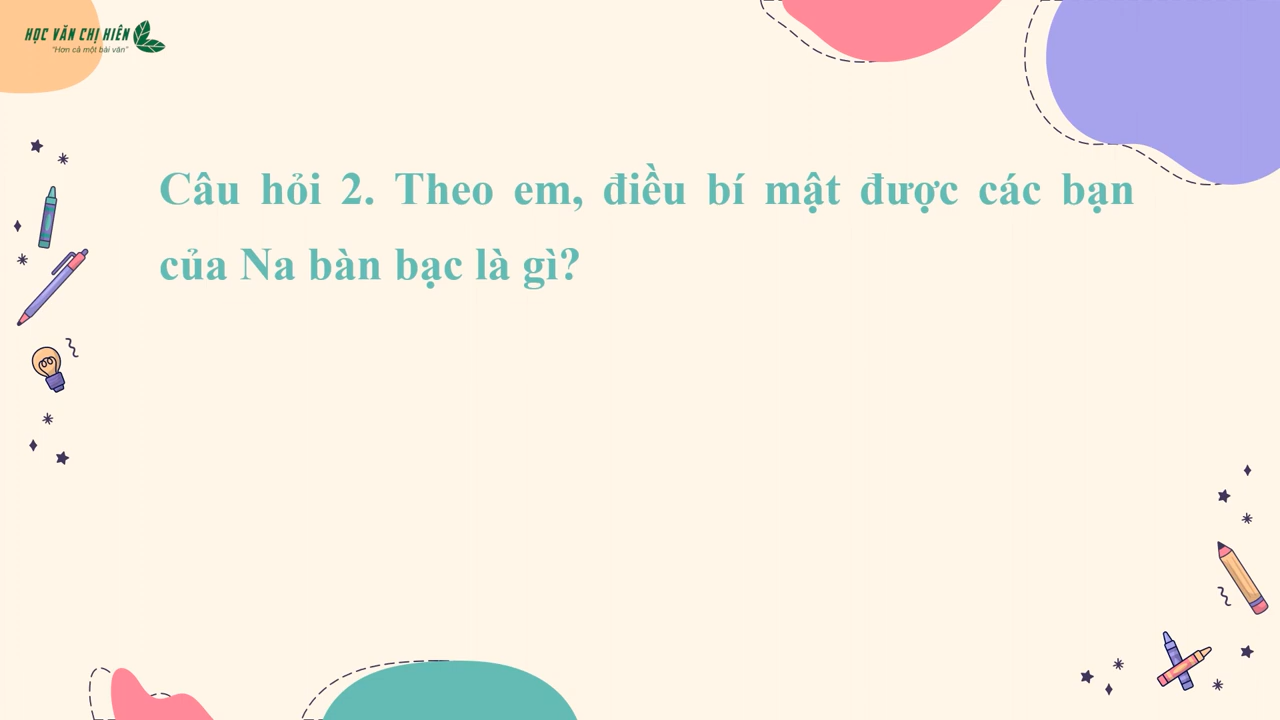 HỌC VĂN CHỊ HIÊN
"Hơn cả một bài văn"
Câu hỏi 2. Theo em, điều bí mật được các bạn
của Na bàn bạc là gì?